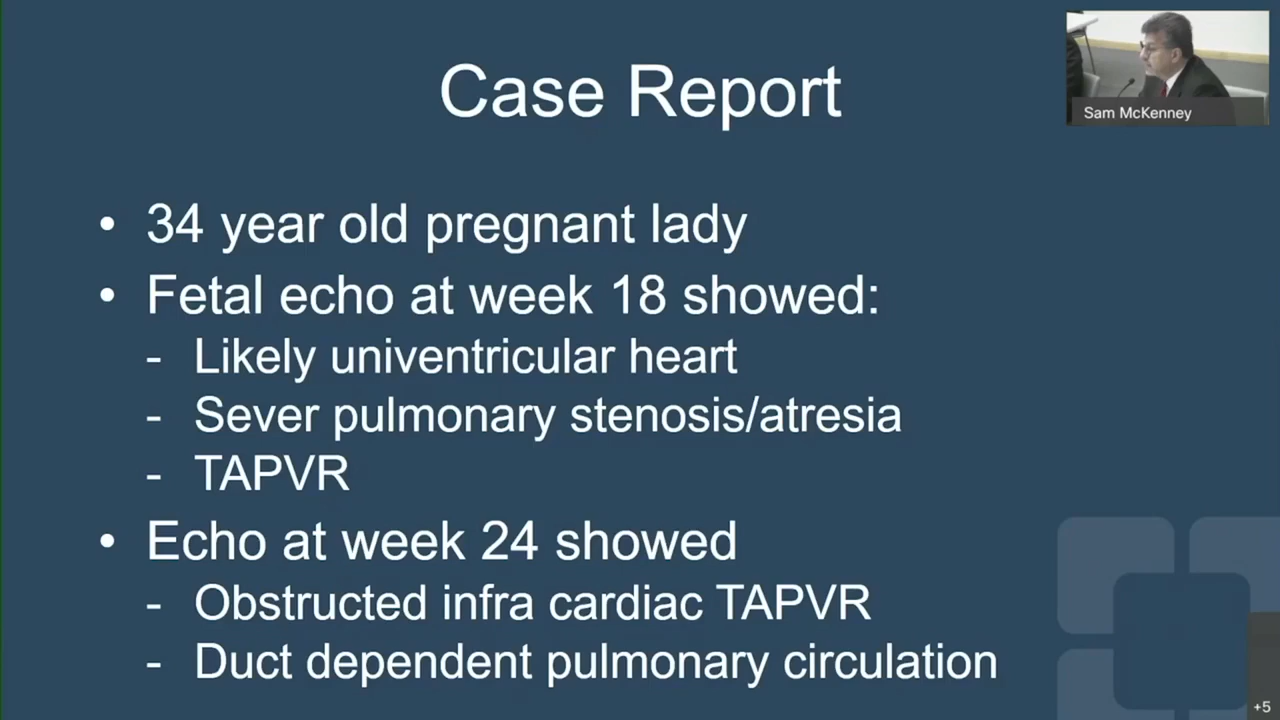 Case Report
Sam McKenney
• 34 year old pregnant lady
• Fetal echo at week 18 showed:
- Likely univentricular heart
- Sever pulmonary stenosis/atresia
- TAPVR
• Echo at week 24 showed
- Obstructed infra cardiac TAPVR
- Duct dependent pulmonary circulation
+5